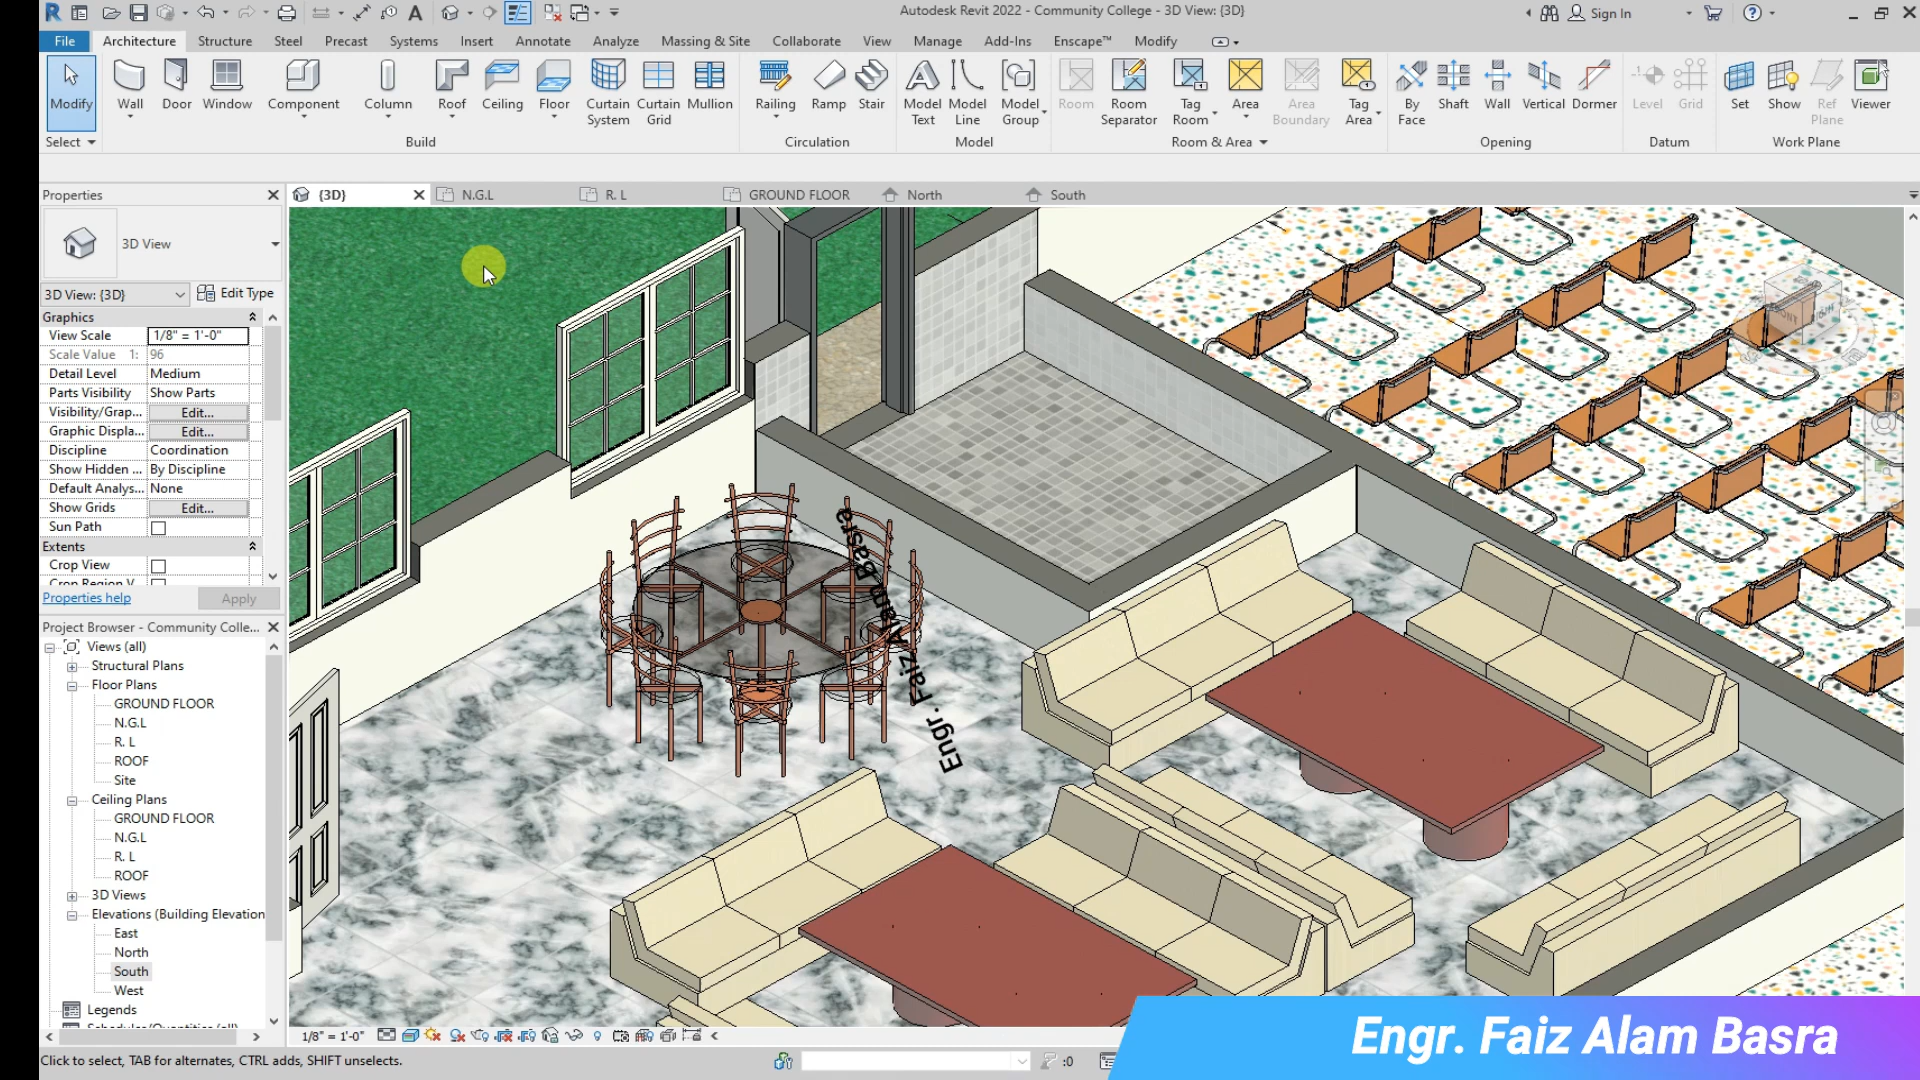 Autodesk Revit 2022 - Community College - 3D View: {3D}
Sign In
File Architecture Structure Steel Precast Systems Insert Annotate Analyze Massing & Site Collaborate View Manage Add-Ins Enscape™ Modify
Modify Wall Door Window Component Column Roof Ceiling Floor Curtain System Curtain Grid Mullion Railing Ramp Stair Model Text Model Line Model Group Room Room Separator Tag Room Area Area Boundary Tag Area By Face Shaft Wall Vertical Dormer Level Grid Set Show Ref Plane Viewer
Select Build Circulation Model Room & Area Opening Datum Work Plane
Properties
{3D} N.G.L R. L GROUND FLOOR North South
3D View
3D View: {3D} Edit Type
Graphics
View Scale 1/8" = 1'-0"
Scale Value 1: 96
Detail Level Medium
Parts Visibility Show Parts
Visibility/Grap... Edit...
Graphic Displa... Edit...
Discipline Coordination
Show Hidden ... By Discipline
Default Analys... None
Show Grids Edit...
Sun Path
Extents
Crop View
Crop Region V
Properties help Apply
Project Browser - Community Colle...
Views (all)
Structural Plans
Floor Plans
GROUND FLOOR
N.G.L
R. L
ROOF
Site
Ceiling Plans
GROUND FLOOR
N.G.L
R. L
ROOF
3D Views
Elevations (Building Elevation
East
North
South
West
Legends
Schedules/Quantities (all)
Engr. Faiz Alam Basra
1/8" = 1'-0"
Click to select, TAB for alternates, CTRL adds, SHIFT unselects.
:0
Engr. Faiz Alam Basra